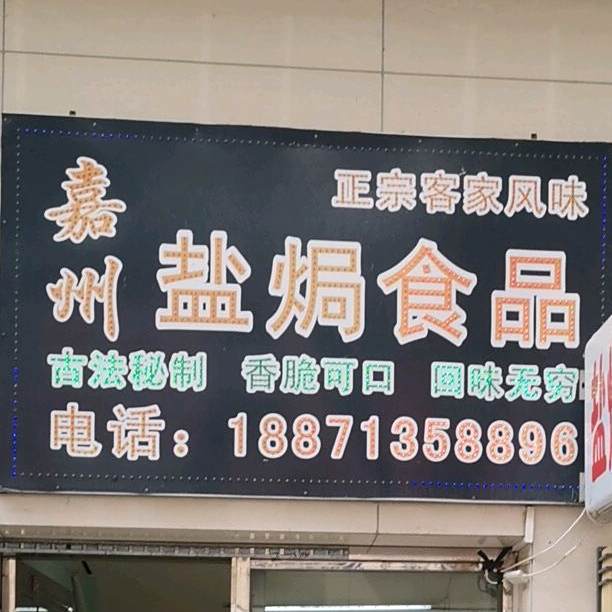 嘉州
正宗客家风味
盐焗食品
古法秘制 香脆可口 回味无穷
电话：18871358896